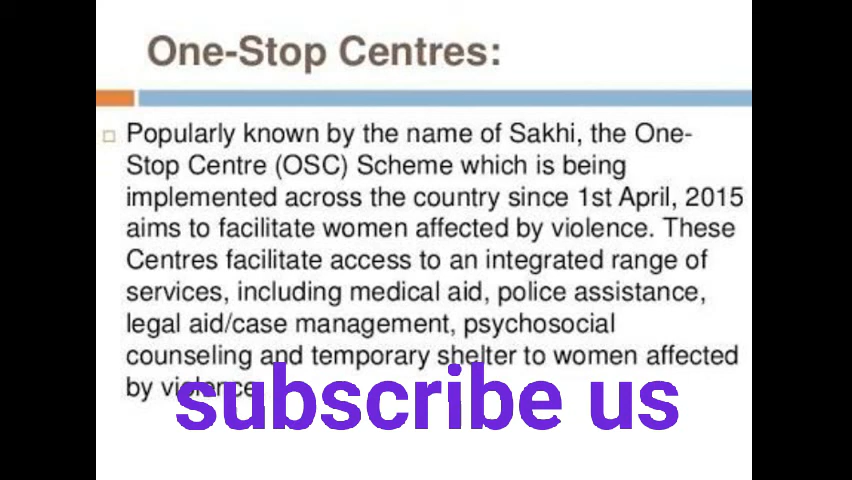 One-Stop Centres:
Popularly known by the name of Sakhi, the One-
Stop Centre (OSC) Scheme which is being
implemented across the country since 1st April, 2015
aims to facilitate women affected by violence. These
Centres facilitate access to an integrated range of
services, including medical aid, police assistance,
legal aid/case management, psychosocial
counseling and temporary shelter to women affected
by violence
subscribe us